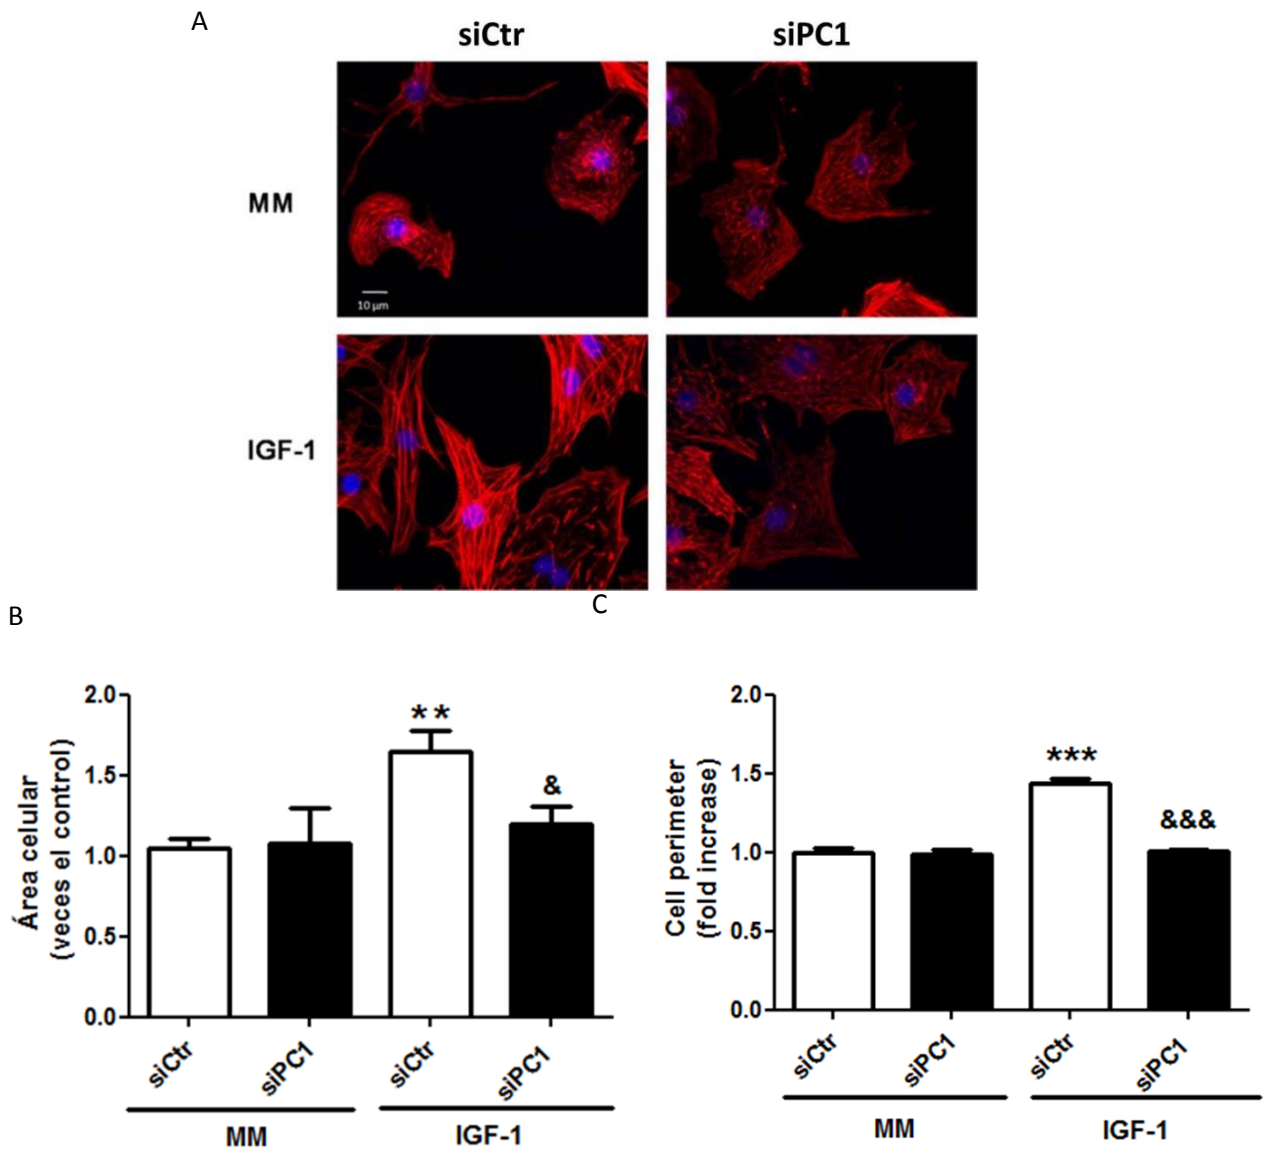 A
siCtr
siPC1
MM
10 µm
IGF-1
B
C
2.0
1.5
1.0
0.5
0.0
Área celular
(veces el control)
**
&
siCtr
siPC1
siCtr
siPC1
MM
IGF-1
2.0
1.5
1.0
0.5
0.0
Cell perimeter
(fold increase)
***
&&&
siCtr
siPC1
siCtr
siPC1
MM
IGF-1